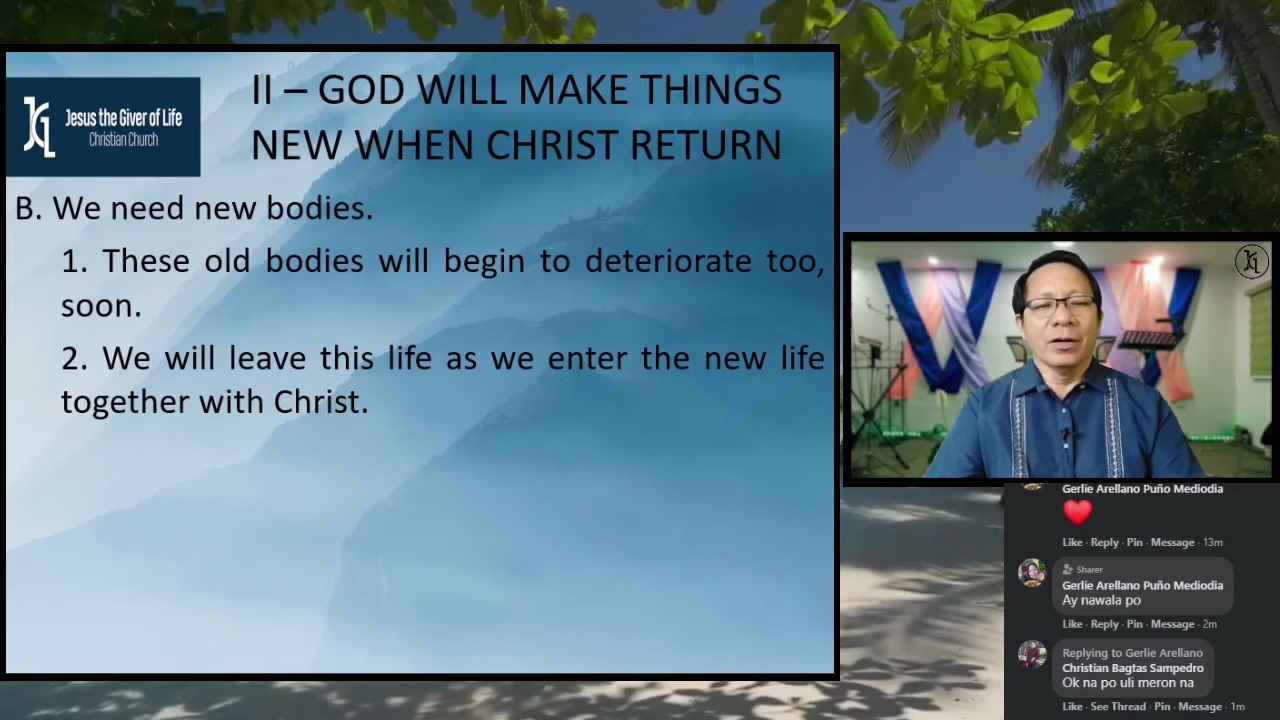 JGL
Jesus the Giver of Life
Christian Church
II – GOD WILL MAKE THINGS
NEW WHEN CHRIST RETURN
B. We need new bodies.
1. These old bodies will begin to deteriorate too,
soon.
2. We will leave this life as we enter the new life
together with Christ.
JGL
Gerlie Arellano Puño Mediodia
Like · Reply · Pin · Message · 13m
Sharer
Gerlie Arellano Puño Mediodia
Ay nawala po
Like · Reply · Pin · Message · 2m
Replying to Gerlie Arellano
Christian Bagtas Sampedro
Ok na po uli meron na
Like · See Thread · Pin · Message · 1m